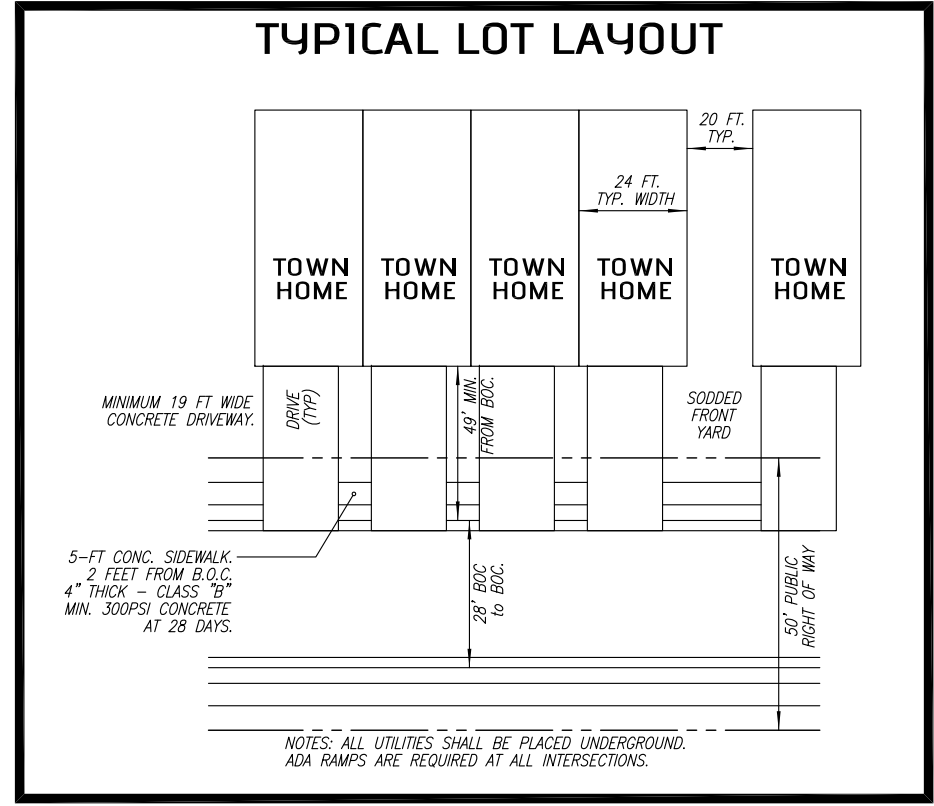 TYPICAL LOT LAYOUT
20 FT.
TYP.
24 FT.
TYP. WIDTH
TOWN
HOME
TOWN
HOME
TOWN
HOME
TOWN
HOME
TOWN
HOME
MINIMUM 19 FT WIDE
CONCRETE DRIVEWAY.
DRIVE
(TYP)
49' MIN.
FROM BOC.
SODDED
FRONT
YARD
5-FT CONC. SIDEWALK.
2 FEET FROM B.O.C.
4" THICK - CLASS "B"
MIN. 300PSI CONCRETE
AT 28 DAYS.
28' BOC
to BOC.
50' PUBLIC
RIGHT OF WAY
NOTES: ALL UTILITIES SHALL BE PLACED UNDERGROUND.
ADA RAMPS ARE REQUIRED AT ALL INTERSECTIONS.